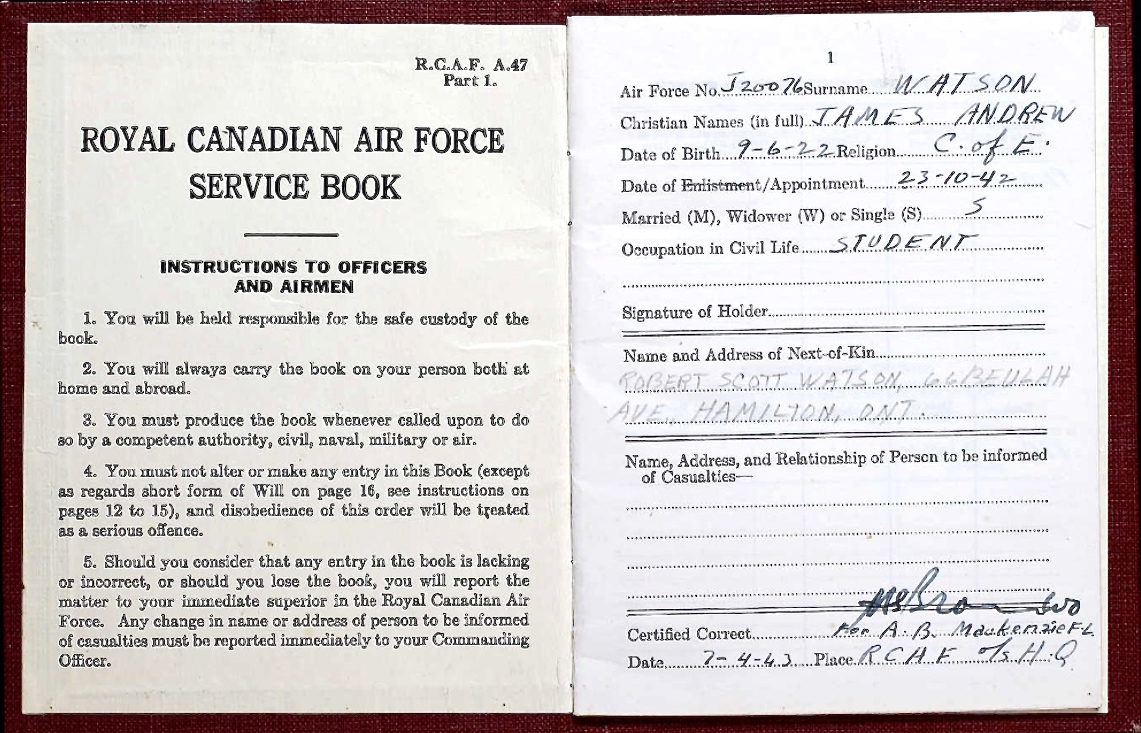 R.C.A.F. A.47
Part 1.
ROYAL CANADIAN AIR FORCE
SERVICE BOOK
INSTRUCTIONS TO OFFICERS
AND AIRMEN
1. You will be held responsible for the safe custody of the
book.
2. You will always carry the book on your person both at
home and abroad.
3. You must produce the book whenever called upon to do
so by a competent authority, civil, naval, military or air.
4. You must not alter or make any entry in this Book (except
as regards short form of Will on page 16, see instructions on
pages 12 to 15), and disobedience of this order will be treated
as a serious offence.
5. Should you consider that any entry in the book is lacking
or incorrect, or should you lose the book, you will report the
matter to your immediate superior in the Royal Canadian Air
Force. Any change in name or address of person to be informed
of casualties must be reported immediately to your Commanding
Officer.
1
Air Force No. J20076 Surname WATSON
Christian Names (in full) JAMES ANDREW
Date of Birth 9-6-22 Religion C. of E.
Date of Enlistment/Appointment 23-10-42
Married (M), Widower (W) or Single (S) S
Occupation in Civil Life STUDENT
Signature of Holder
Name and Address of Next-of-Kin
ROBERT SCOTT WATSON, 66 BEULAH
AVE, HAMILTON, ONT.
Name, Address, and Relationship of Person to be informed
of Casualties—
Certified Correct For A. B. Mackenzie F-L
Date 7-4-43 Place RCAF o/s H.Q